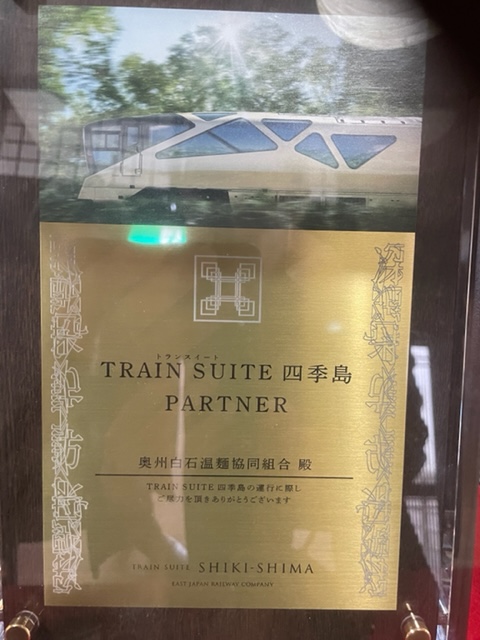 トランスイート
TRAIN SUITE 四季島
PARTNER
奥州白石温麺協同組合 殿
TRAIN SUITE 四季島の運行に際し
ご尽力を頂きありがとうございます
TRAIN SUITE SHIKI-SHIMA
EAST JAPAN RAILWAY COMPANY